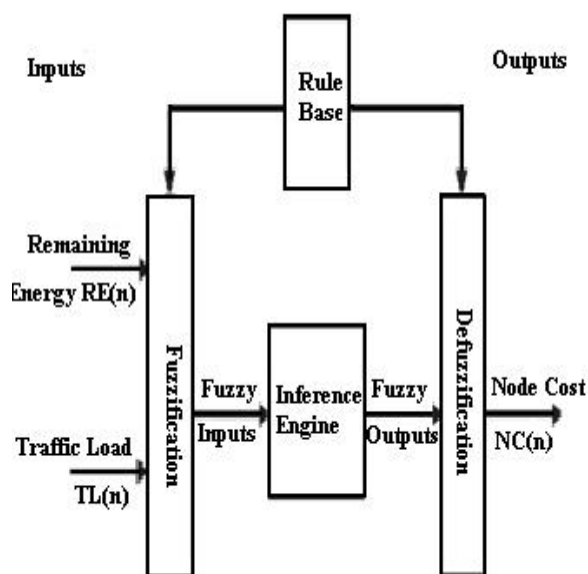 Inputs
Outputs
Rule
Base
Remaining
Energy RE(n)
Traffic Load
TL(n)
Fuzzification
Fuzzy
Inputs
Inference
Engine
Fuzzy
Outputs
Defuzzification
Node Cost
NC(n)